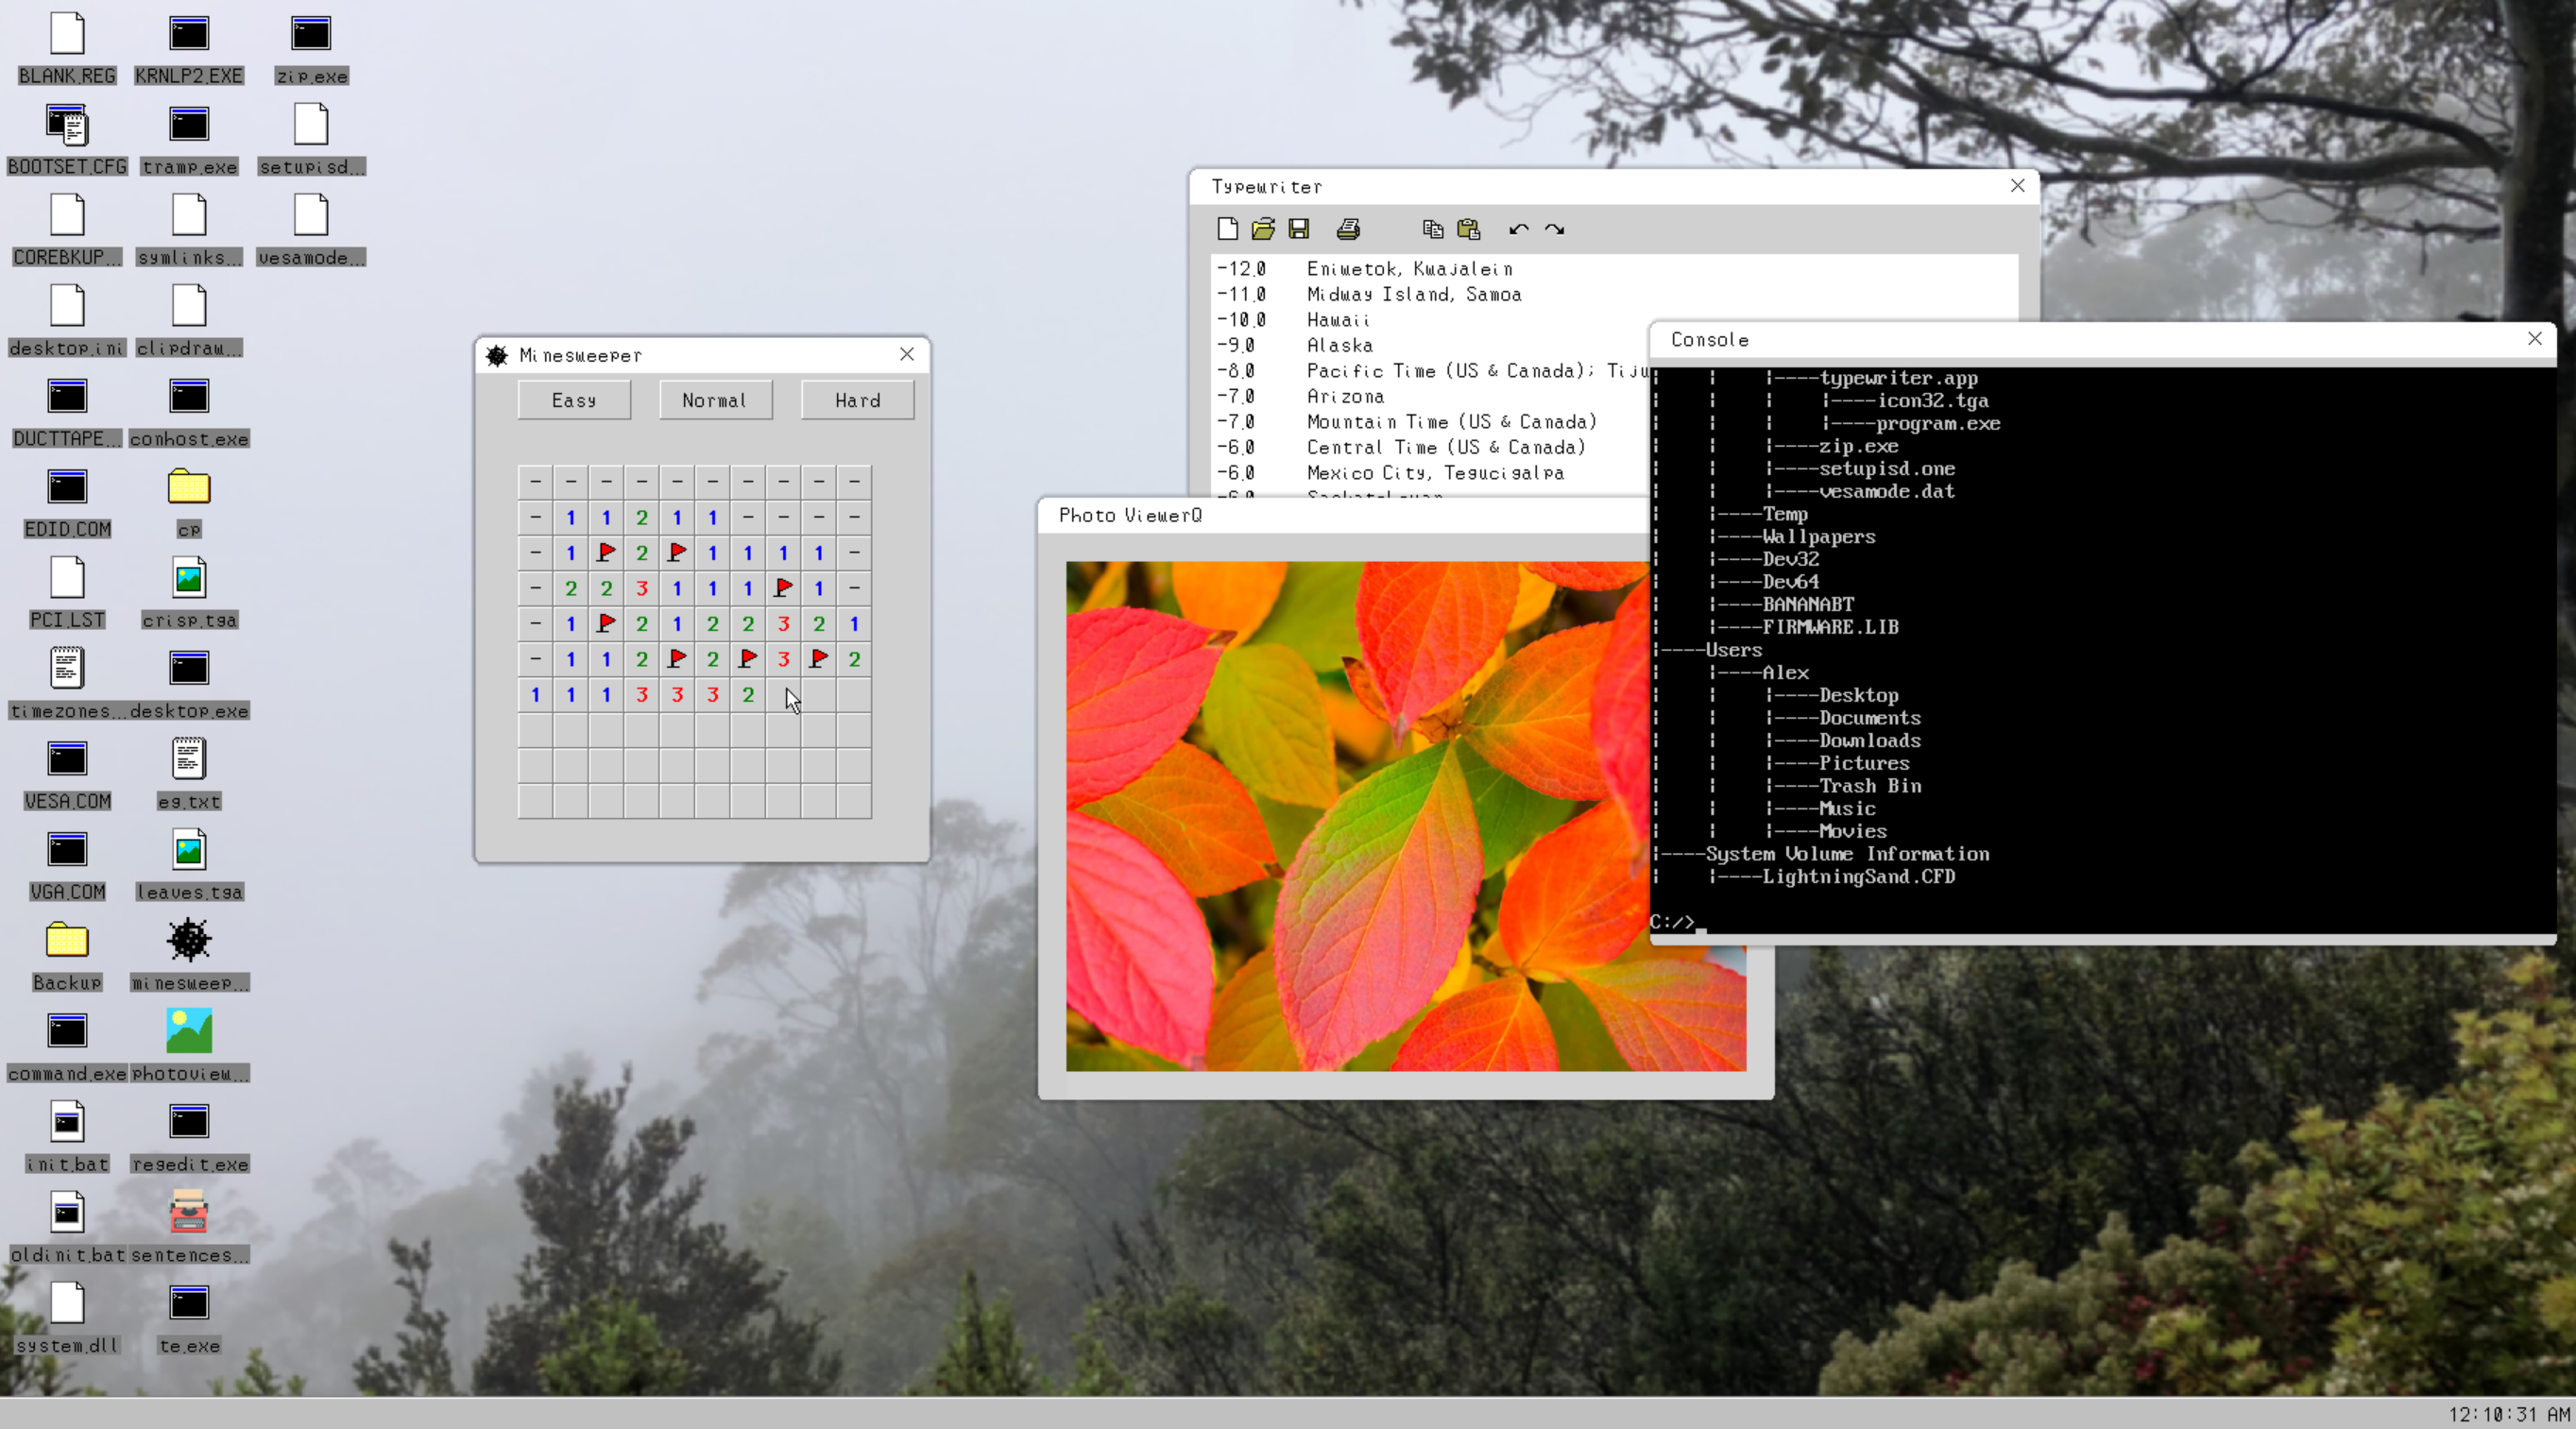 BLANK.REG
KRNLP2.EXE
zip.exe
BOOTSET.CFG
tramp.exe
setupisd...
COREBKUP...
symlinks...
vesamode...
desktop.ini
clipdraw...
DUCTTAPE...
conhost.exe
EDID.COM
cp
PCI.LST
crisp.tga
timezones...
desktop.exe
VESA.COM
eg.txt
VGA.COM
leaves.tga
Backup
minesweep...
command.exe
photoview...
init.bat
regedit.exe
oldinit.bat
sentences...
system.dll
te.exe
Minesweeper
Easy Normal Hard
- - - - - - - - - -
- 1 1 2 1 1 - - - -
- 1 2 1 1 1 1 -
- 2 2 3 1 1 1 1 -
- 1 2 1 2 2 3 2 1
- 1 1 2 2 3 2
1 1 1 3 3 3 2
Typewriter
-12.0 Eniwetok, Kwajalein
-11.0 Midway Island, Samoa
-10.0 Hawaii
-9.0 Alaska
-8.0 Pacific Time (US & Canada); Tiju
-7.0 Arizona
-7.0 Mountain Time (US & Canada)
-6.0 Central Time (US & Canada)
-6.0 Mexico City, Tegucigalpa
Photo ViewerQ
Console
|----typewriter.app
|----icon32.tga
|----program.exe
|----zip.exe
|----setupisd.one
|----vesamode.dat
|----Temp
|----Wallpapers
|----Dev32
|----Dev64
|----BANANABT
|----FIRMWARE.LIB
|----Users
|----Alex
|----Desktop
|----Documents
|----Downloads
|----Pictures
|----Trash Bin
|----Music
|----Movies
|----System Volume Information
|----LightningSand.CFD
C:/>_
12:10:31 AM